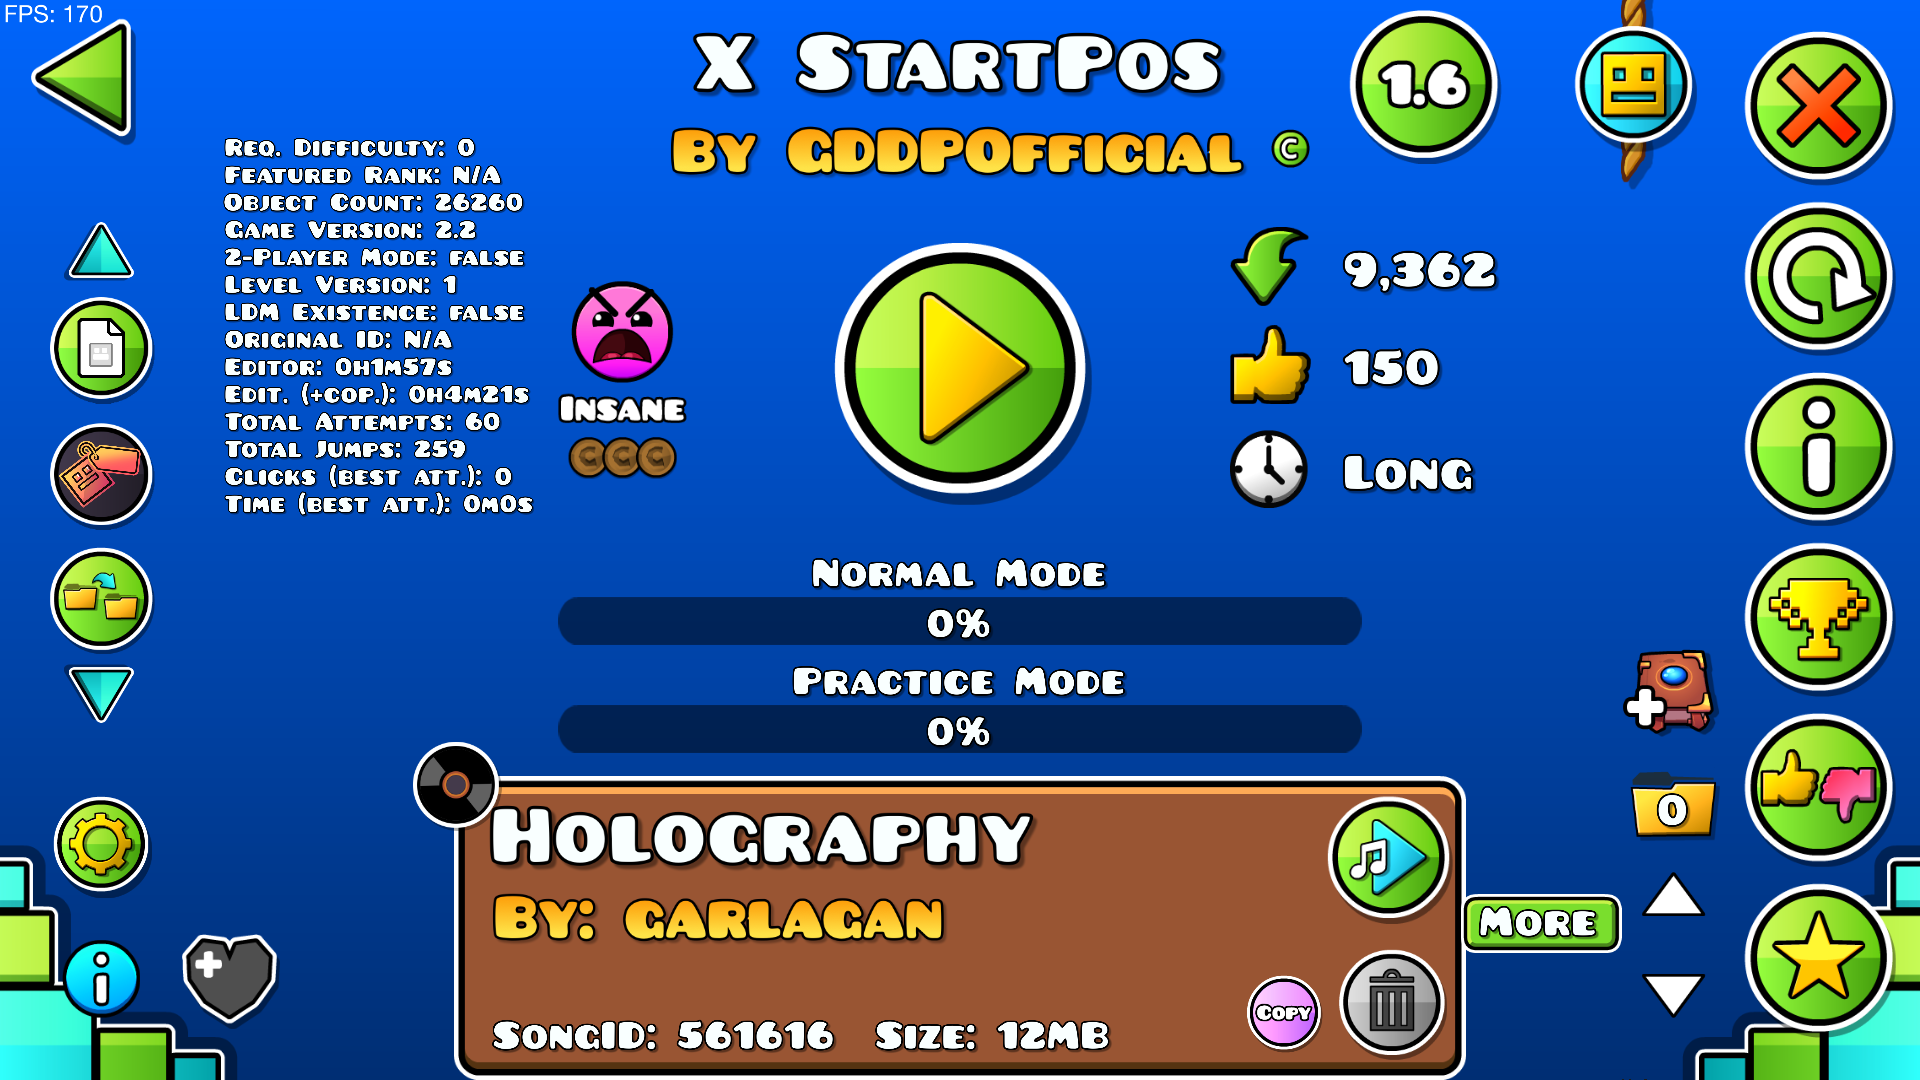 FPS: 170
X StartPos
By GDDPOfficial
C
1.6
Req. Difficulty: 0
Featured Rank: N/A
Object Count: 26260
Game Version: 2.2
2-Player Mode: false
Level Version: 1
LDM Existence: false
Original ID: N/A
Editor: 0h1m57s
Edit. (+cop.): 0h4m21s
Total Attempts: 60
Total Jumps: 259
Clicks (best att.): 0
Time (best att.): 0m0s
Insane
9,362
150
Long
Normal Mode
0%
Practice Mode
0%
Holography
By: garlagan
SongID: 561616 Size: 12MB
Copy
More
0